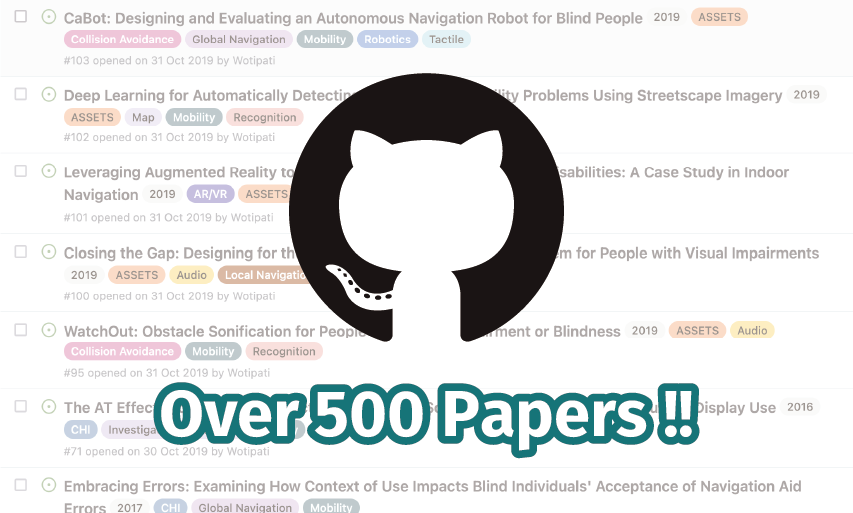 CaBot: Designing and Evaluating an Autonomous Navigation Robot for Blind People 2019 ASSETS
Collision Avoidance Global Navigation Mobility Robotics Tactile
#103 opened on 31 Oct 2019 by Wotipati
Deep Learning for Automatically Detecting Problems Using Streetscape Imagery 2019
ASSETS Map Mobility Recognition
#102 opened on 31 Oct 2019 by Wotipati
Leveraging Augmented Reality to A Case Study in Indoor
Navigation 2019 AR/VR ASSETS
#101 opened on 31 Oct 2019 by Wotipati
Closing the Gap: Designing for for People with Visual Impairments
2019 ASSETS Audio Local Navigation
#100 opened on 31 Oct 2019 by Wotipati
WatchOut: Obstacle Sonification for People or Blindness 2019 ASSETS Audio
Collision Avoidance Mobility Recognition
#95 opened on 31 Oct 2019 by Wotipati
The AT Display Use 2016
CHI
Over 500 Papers !!
#71 opened on 30 Oct 2019 by Wotipati
Embracing Errors: Examining How Context of Use Impacts Blind Individuals' Acceptance of Navigation Aid
Errors 2017 CHI Global Navigation Mobility